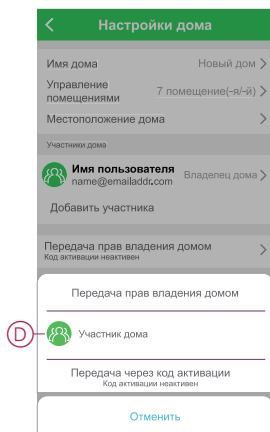 Настройки дома
Имя дома
Новый дом
Управление
помещениями
7 помещение(-я/-й)
Местоположение дома
Участники дома
Имя пользователя
name@emailaddr.com
Владелец дома
Добавить участника
Передача прав владения домом
Код активации неактивен
Передача прав владения домом
D
Участник дома
Передача через код активации
Код активации неактивен
Отменить